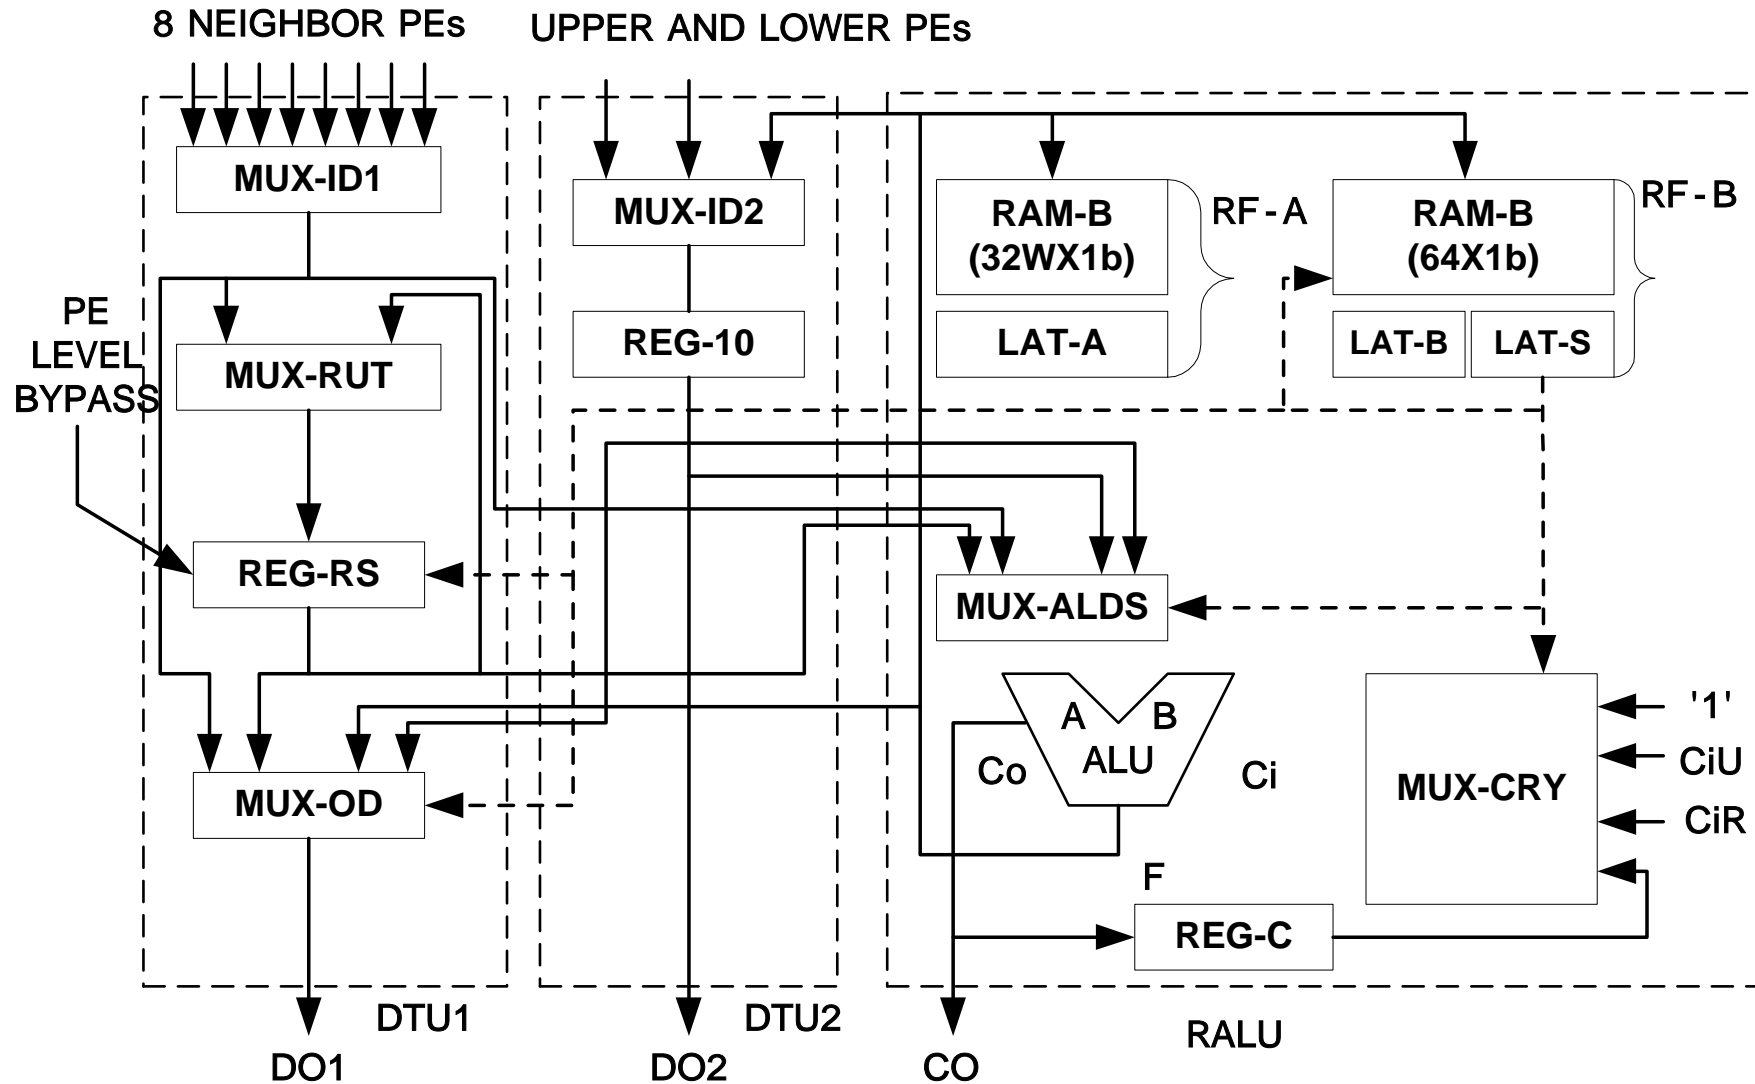 8 NEIGHBOR PEs
UPPER AND LOWER PEs
MUX-ID1
MUX-ID2
RAM-B
(32WX1b)
RF-A
RAM-B
(64X1b)
RF-B
PE
LEVEL
BYPASS
MUX-RUT
REG-10
LAT-A
LAT-B
LAT-S
REG-RS
MUX-ALDS
A
B
ALU
Co
Ci
MUX-CRY
'1'
CiU
CiR
MUX-OD
F
REG-C
DTU1
DTU2
RALU
DO1
DO2
CO